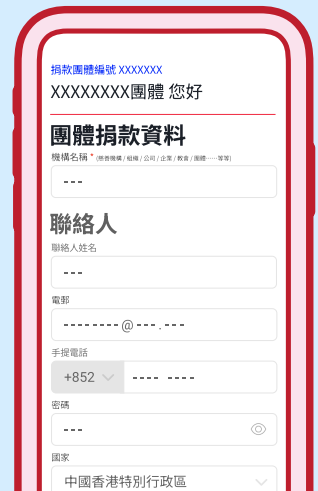 捐款團體編號 XXXXXXX
XXXXXXXX團體 您好
團體捐款資料
機構名稱 * (慈善機構 / 組織 / 公司 / 企業 / 教會 / 團體⋯⋯等等)
---
聯絡人
聯絡人姓名
---
電郵
--------@---.---
手提電話
+852 ---- ----
密碼
---
國家
中國香港特別行政區